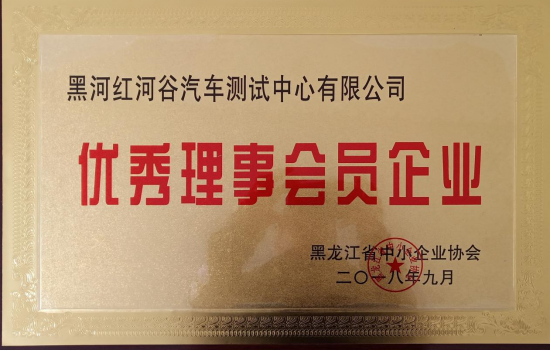 黑河红河谷汽车测试中心有限公司
优秀理事会员企业
黑龙江省中小企业协会
二〇一八年九月